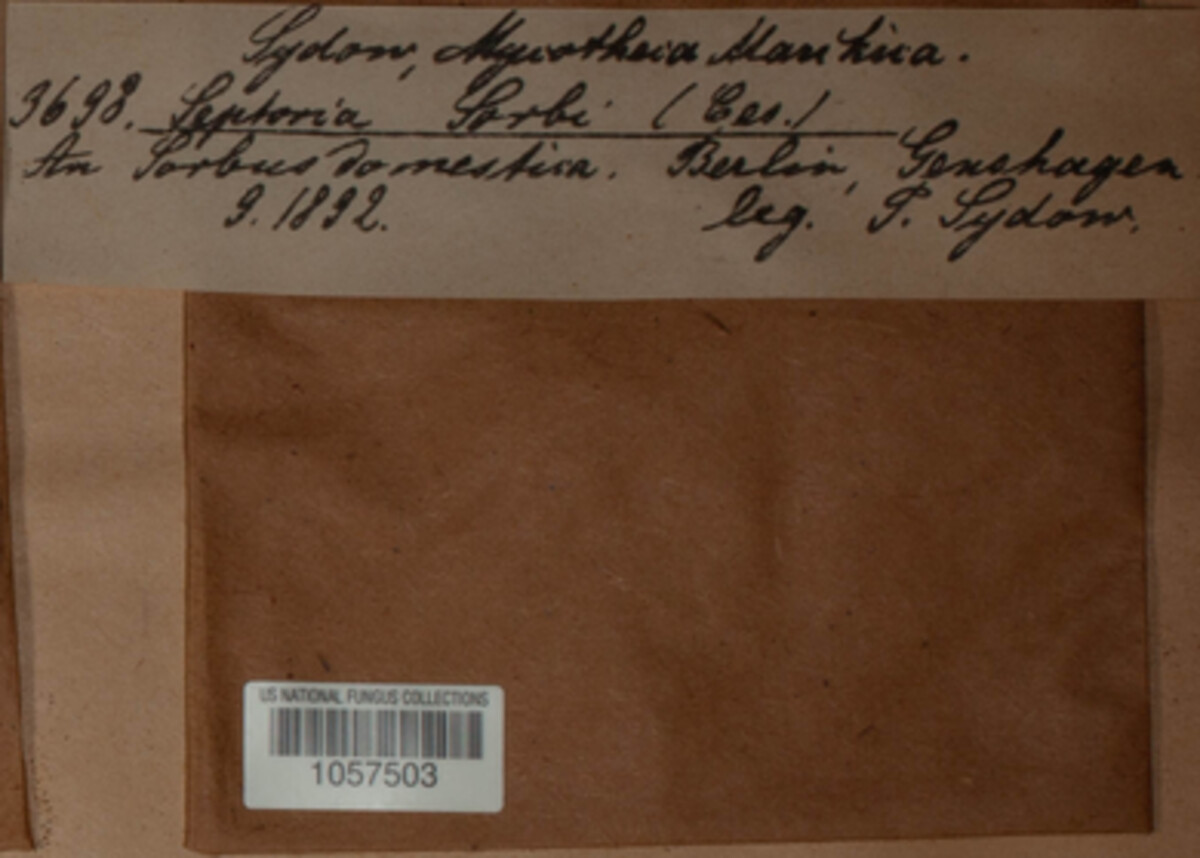 Sydow, Mycotheca Marchica.
3698. Septoria Sorbi (Ces.)
An Sorbus domestica. Berlin, Genshagen
9. 1892. leg. P. Sydow.
US NATIONAL FUNGUS COLLECTIONS
1057503